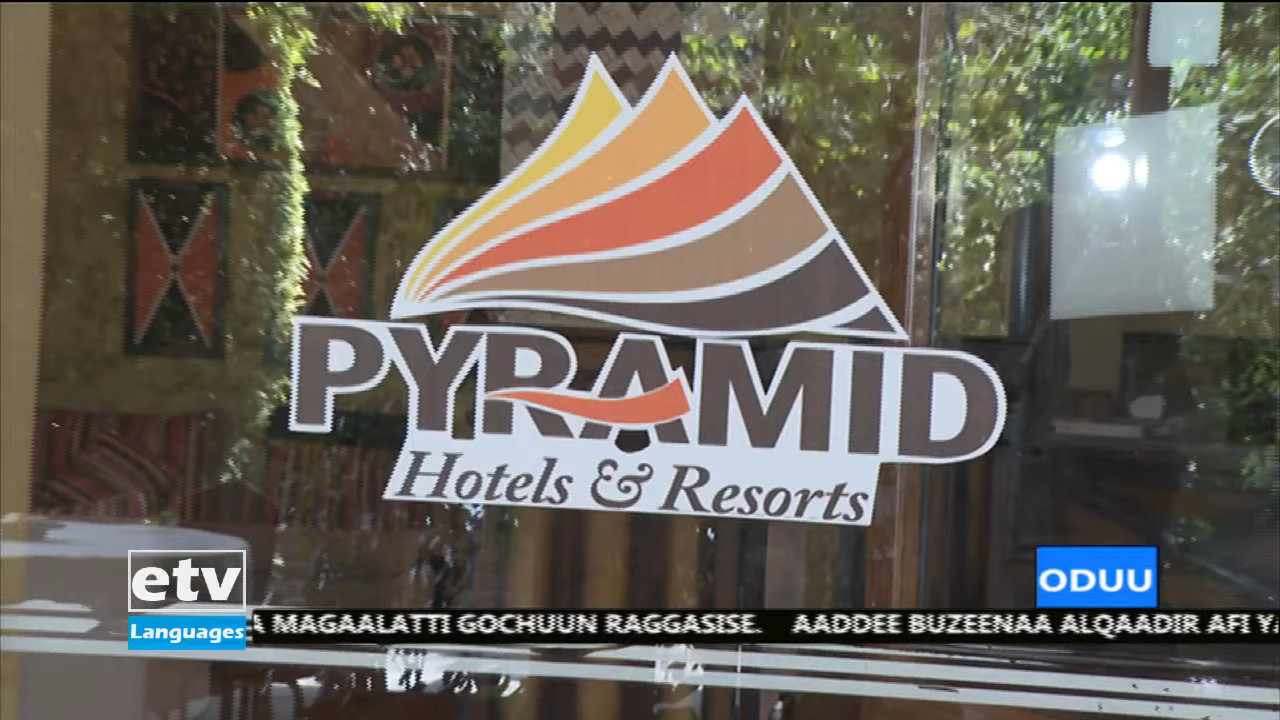 PYRAMID
Hotels & Resorts
etv
Languages
ODUU
MAGAALATTI GOCHUUN RAGGASISE. AADDEE BUZEENAA ALQAADIR AFI